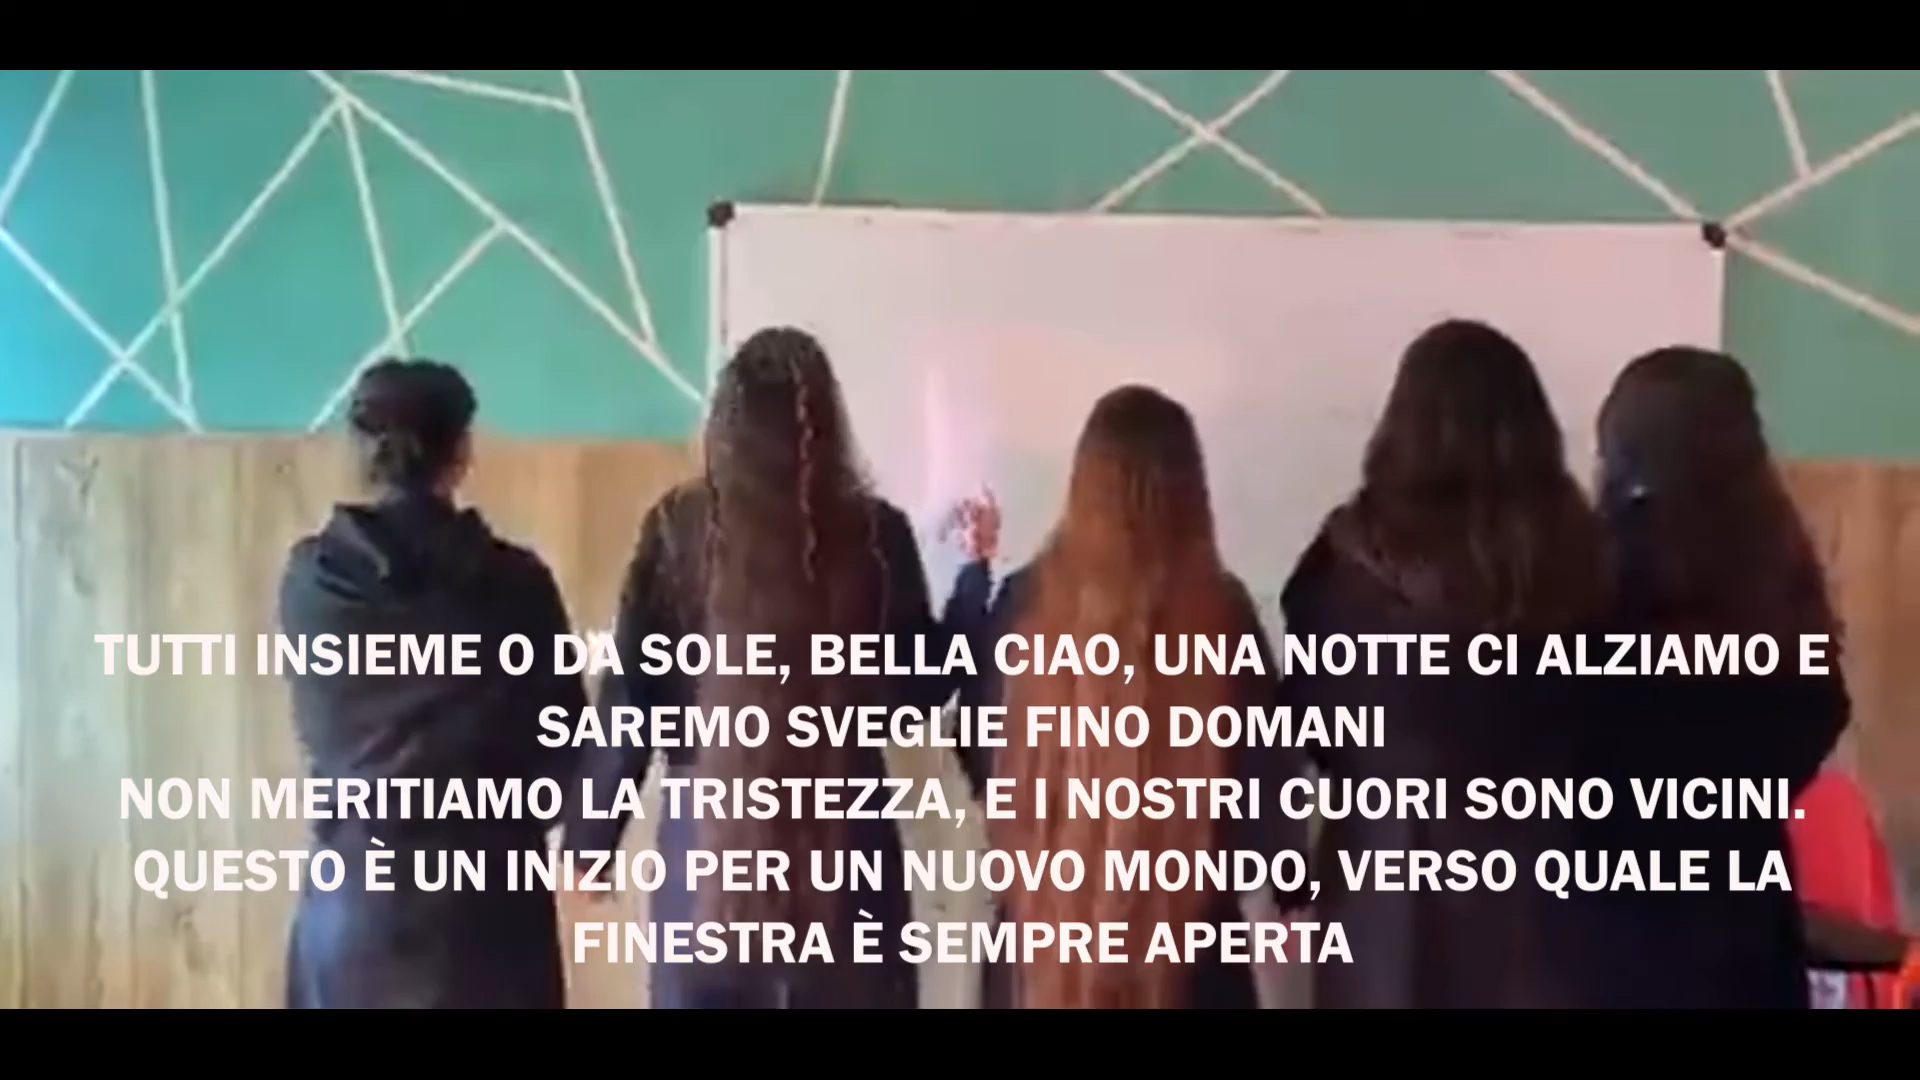 TUTTI INSIEME O DA SOLE, BELLA CIAO, UNA NOTTE CI ALZIAMO E
SAREMO SVEGLIE FINO DOMANI
NON MERITIAMO LA TRISTEZZA, E I NOSTRI CUORI SONO VICINI.
QUESTO È UN INIZIO PER UN NUOVO MONDO, VERSO QUALE LA
FINESTRA È SEMPRE APERTA